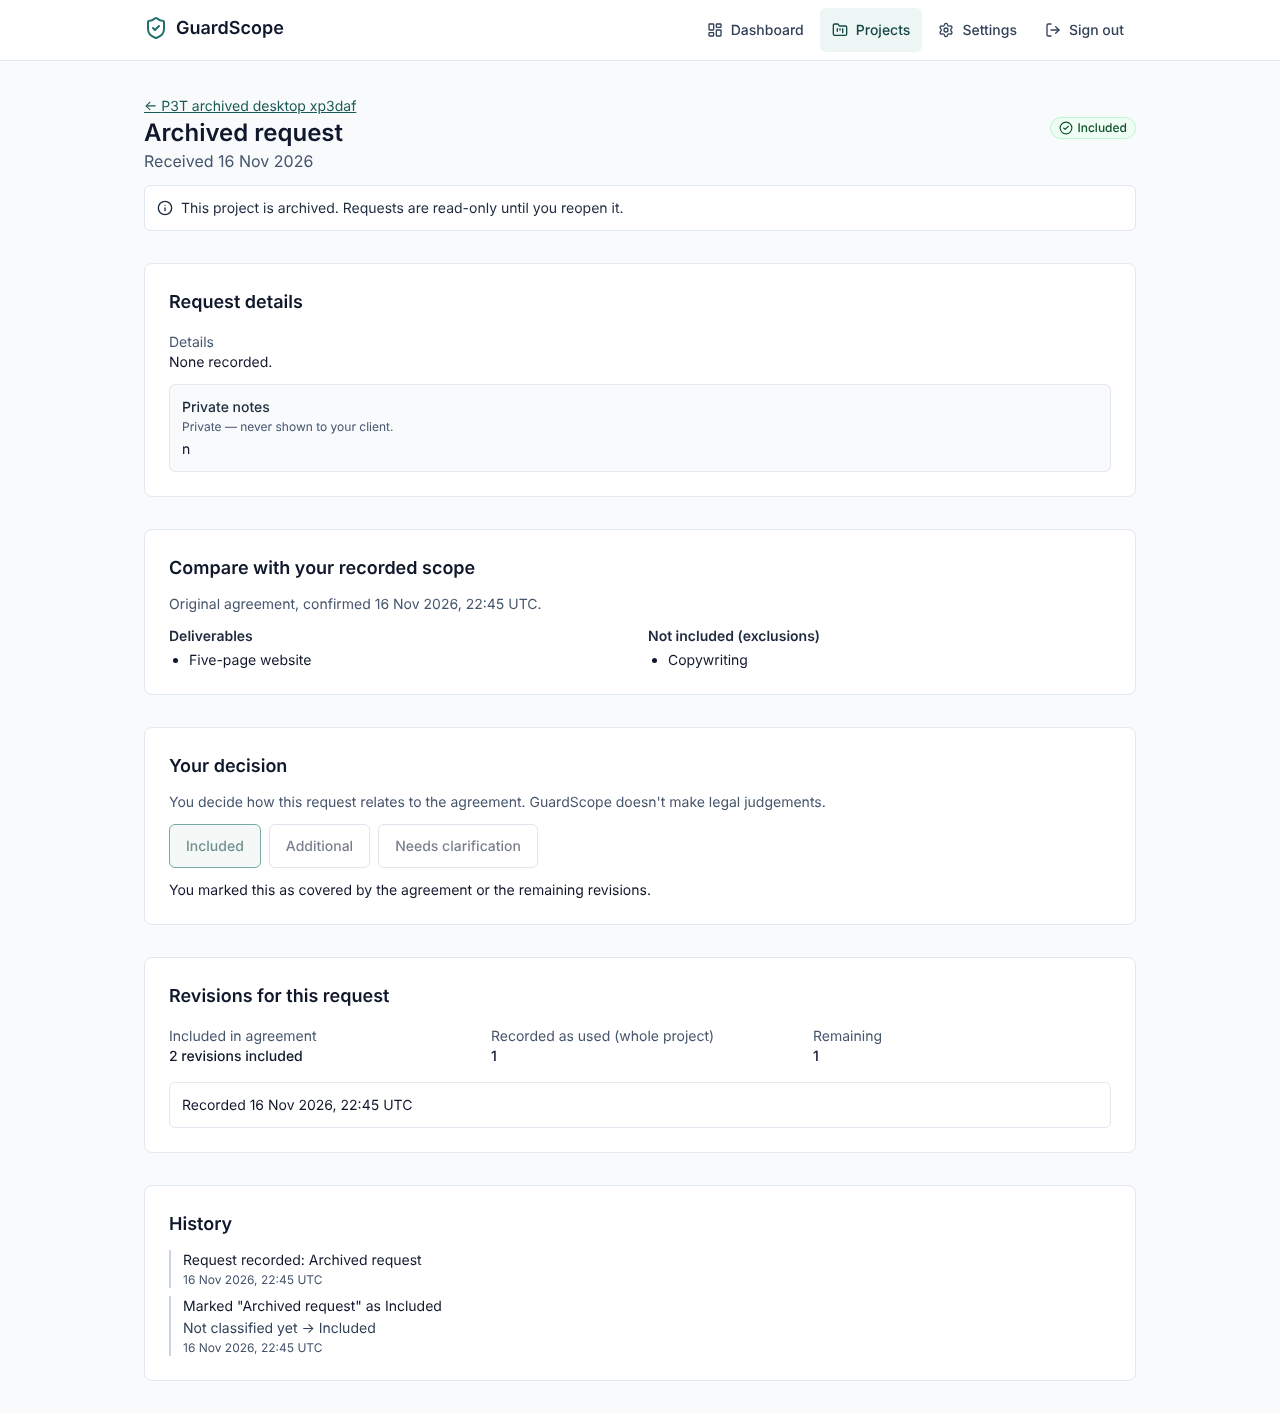 GuardScope
Dashboard
Projects
Settings
Sign out
← P3T archived desktop xp3daf
Archived request
Included
Received 16 Nov 2026
This project is archived. Requests are read-only until you reopen it.
Request details
Details
None recorded.
Private notes
Private — never shown to your client.
n
Compare with your recorded scope
Original agreement, confirmed 16 Nov 2026, 22:45 UTC.
Deliverables
• Five-page website
Not included (exclusions)
• Copywriting
Your decision
You decide how this request relates to the agreement. GuardScope doesn't make legal judgements.
Included
Additional
Needs clarification
You marked this as covered by the agreement or the remaining revisions.
Revisions for this request
Included in agreement
2 revisions included
Recorded as used (whole project)
1
Remaining
1
Recorded 16 Nov 2026, 22:45 UTC
History
Request recorded: Archived request
16 Nov 2026, 22:45 UTC
Marked "Archived request" as Included
Not classified yet → Included
16 Nov 2026, 22:45 UTC